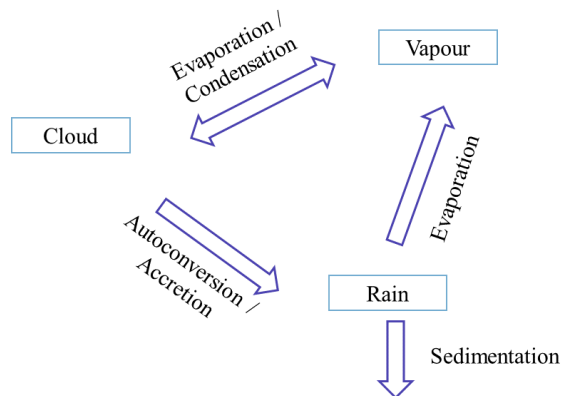 Evaporation /
Condensation
Vapour
Cloud
Evaporation
Autoconversion /
Accretion
Rain
Sedimentation